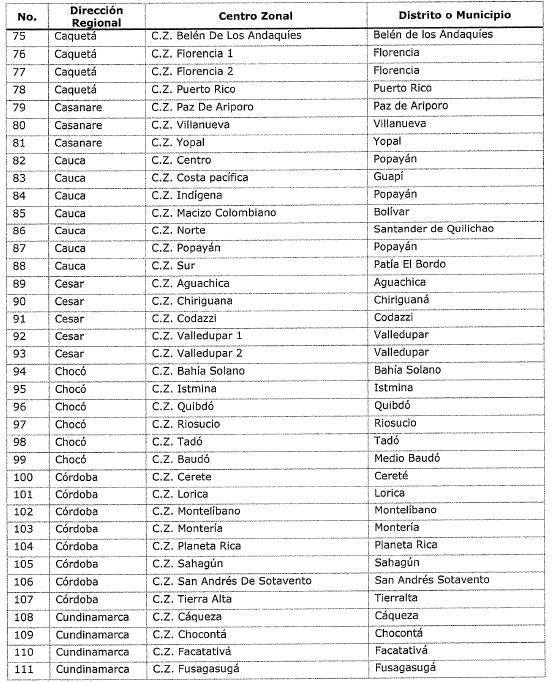 No. Dirección Regional Centro Zonal Distrito o Municipio
75 Caquetá C.Z. Belén De Los Andaquíes Belén de los Andaquíes
76 Caquetá C.Z. Florencia 1 Florencia
77 Caquetá C.Z. Florencia 2 Florencia
78 Caquetá C.Z. Puerto Rico Puerto Rico
79 Casanare C.Z. Paz De Ariporo Paz de Ariporo
80 Casanare C.Z. Villanueva Villanueva
81 Casanare C.Z. Yopal Yopal
82 Cauca C.Z. Centro Popayán
83 Cauca C.Z. Costa pacífica Guapí
84 Cauca C.Z. Indígena Popayán
85 Cauca C.Z. Macizo Colombiano Bolívar
86 Cauca C.Z. Norte Santander de Quilichao
87 Cauca C.Z. Popayán Popayán
88 Cauca C.Z. Sur Patía El Bordo
89 Cesar C.Z. Aguachica Aguachica
90 Cesar C.Z. Chiriguana Chiriguaná
91 Cesar C.Z. Codazzi Codazzi
92 Cesar C.Z. Valledupar 1 Valledupar
93 Cesar C.Z. Valledupar 2 Valledupar
94 Chocó C.Z. Bahía Solano Bahía Solano
95 Chocó C.Z. Istmina Istmina
96 Chocó C.Z. Quibdó Quibdó
97 Chocó C.Z. Riosucio Riosucio
98 Chocó C.Z. Tadó Tadó
99 Chocó C.Z. Baudó Medio Baudó
100 Córdoba C.Z. Cerete Cereté
101 Córdoba C.Z. Lorica Lorica
102 Córdoba C.Z. Montelíbano Montelíbano
103 Córdoba C.Z. Montería Montería
104 Córdoba C.Z. Planeta Rica Planeta Rica
105 Córdoba C.Z. Sahagún Sahagún
106 Córdoba C.Z. San Andrés De Sotavento San Andrés Sotavento
107 Córdoba C.Z. Tierra Alta Tierralta
108 Cundinamarca C.Z. Cáqueza Cáqueza
109 Cundinamarca C.Z. Chocontá Chocontá
110 Cundinamarca C.Z. Facatativá Facatativá
111 Cundinamarca C.Z. Fusagasugá Fusagasugá